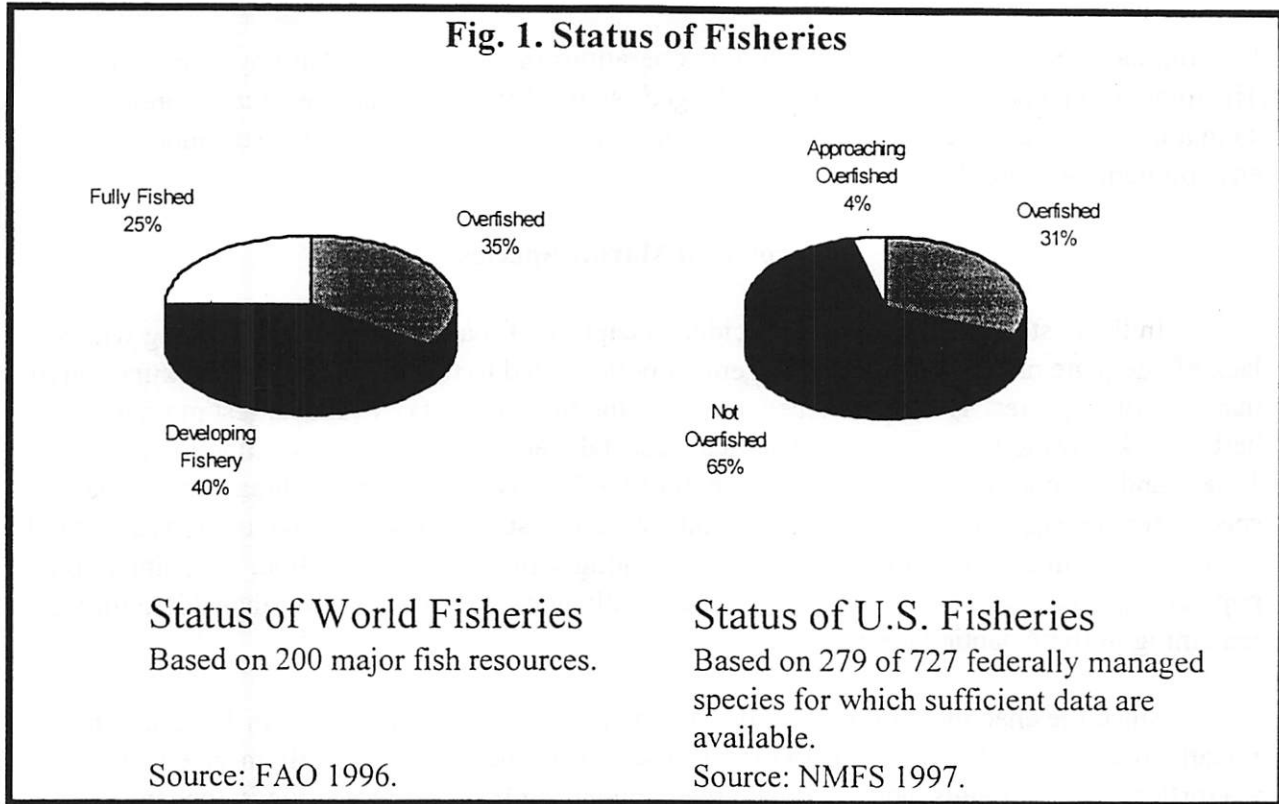 Fig. 1. Status of Fisheries
Fully Fished
25%
Overfished
35%
Developing
Fishery
40%
Approaching
Overfished
4%
Overfished
31%
Not
Overfished
65%
Status of World Fisheries
Based on 200 major fish resources.
Source: FAO 1996.
Status of U.S. Fisheries
Based on 279 of 727 federally managed
species for which sufficient data are
available.
Source: NMFS 1997.